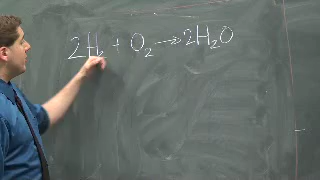 2H₂ + O₂ → 2H₂O